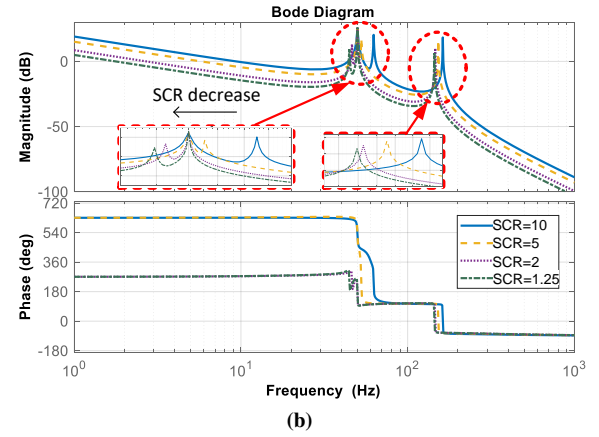 Bode Diagram
Magnitude (dB)
0
-50
-100
SCR decrease
Phase (deg)
720
540
360
180
0
-180
SCR=10
SCR=5
SCR=2
SCR=1.25
10^0
10^1
10^2
10^3
Frequency (Hz)
(b)